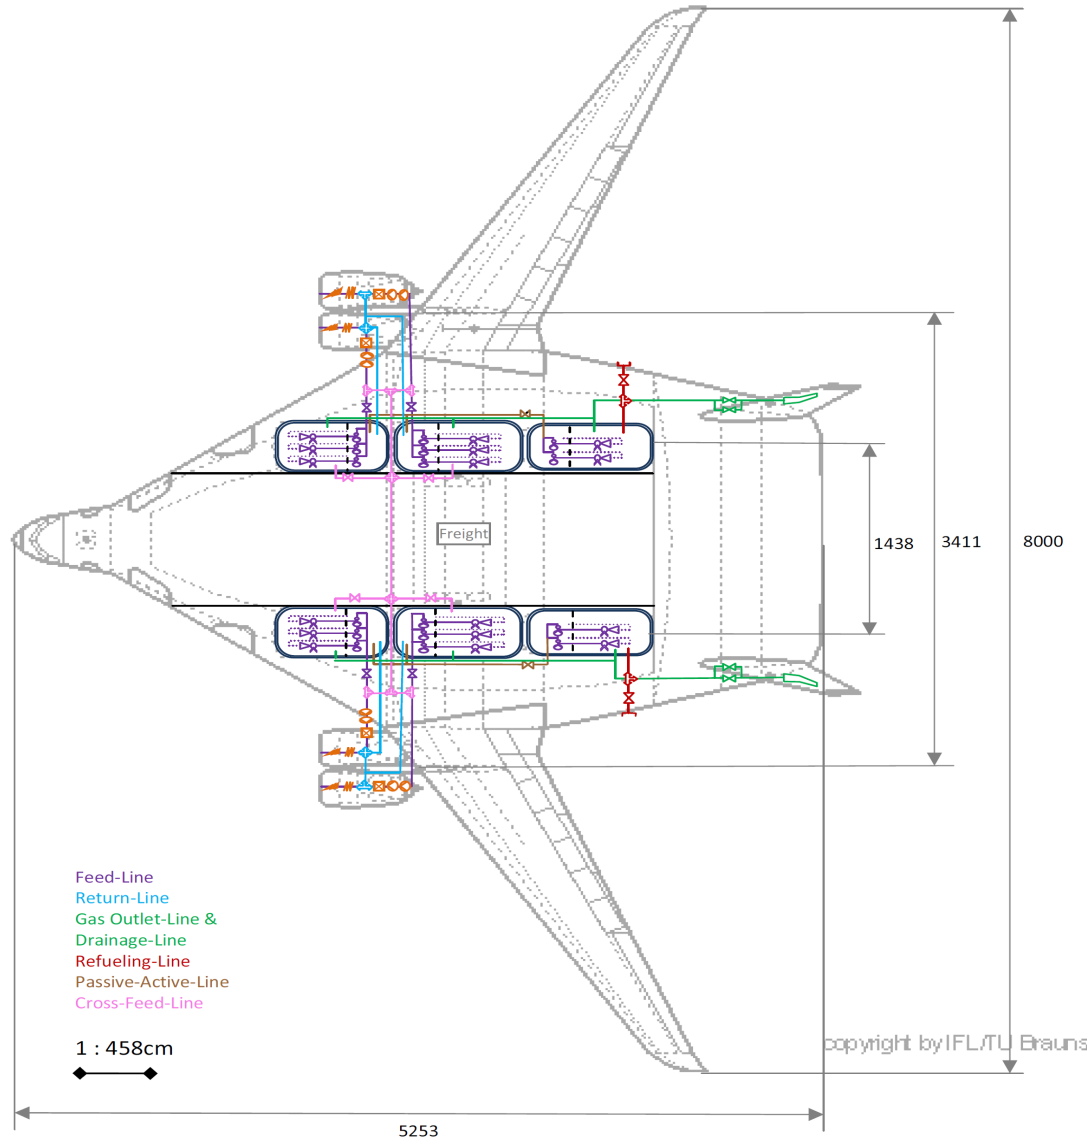 Freight
1438
3411
8000
Feed-Line
Return-Line
Gas Outlet-Line &
Drainage-Line
Refueling-Line
Passive-Active-Line
Cross-Feed-Line
1 : 458cm
copyright by IFL/TU Brauns
5253